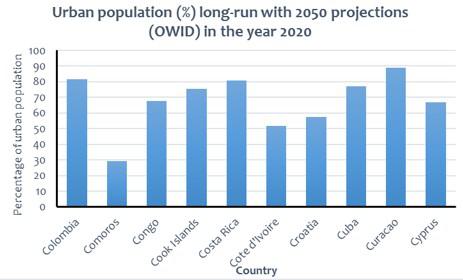 Urban population (%) long-run with 2050 projections
(OWID) in the year 2020
Percentage of urban population
100
90
80
70
60
50
40
30
20
10
0
Colombia
Comoros
Congo
Cook Islands
Costa Rica
Cote d'Ivoire
Croatia
Cuba
Curacao
Cyprus
Country